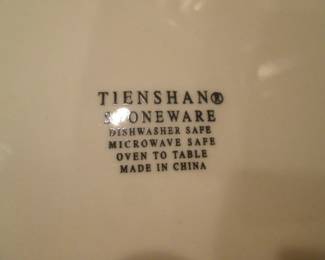 TIENSHAN®
STONEWARE
DISHWASHER SAFE
MICROWAVE SAFE
OVEN TO TABLE
MADE IN CHINA